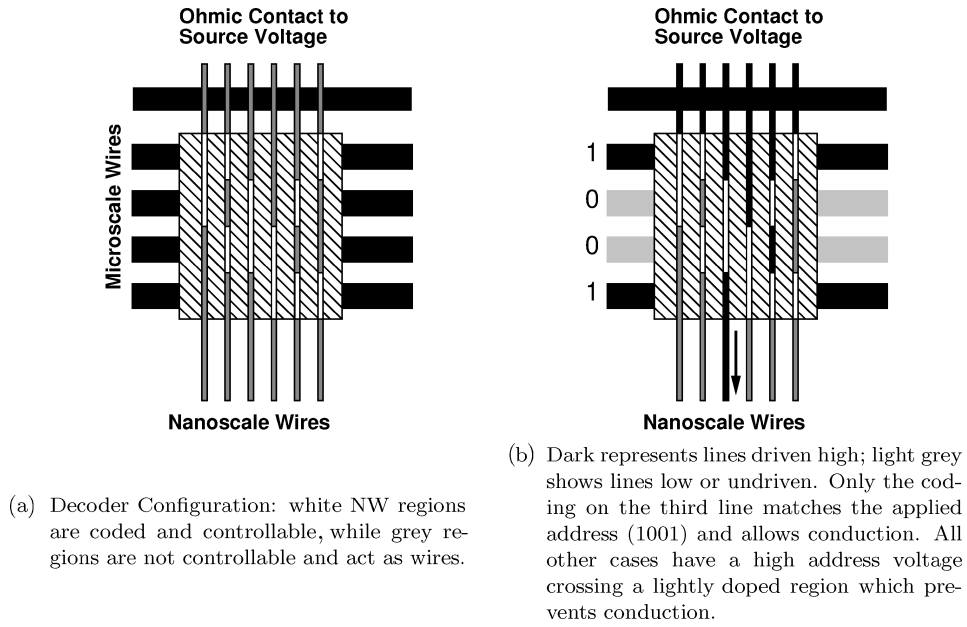 Ohmic Contact to
Source Voltage
Microscale Wires
Nanoscale Wires
(a) Decoder Configuration: white NW regions
are coded and controllable, while grey re-
gions are not controllable and act as wires.
Ohmic Contact to
Source Voltage
1
0
0
1
Nanoscale Wires
(b) Dark represents lines driven high; light grey
shows lines low or undriven. Only the cod-
ing on the third line matches the applied
address (1001) and allows conduction. All
other cases have a high address voltage
crossing a lightly doped region which pre-
vents conduction.